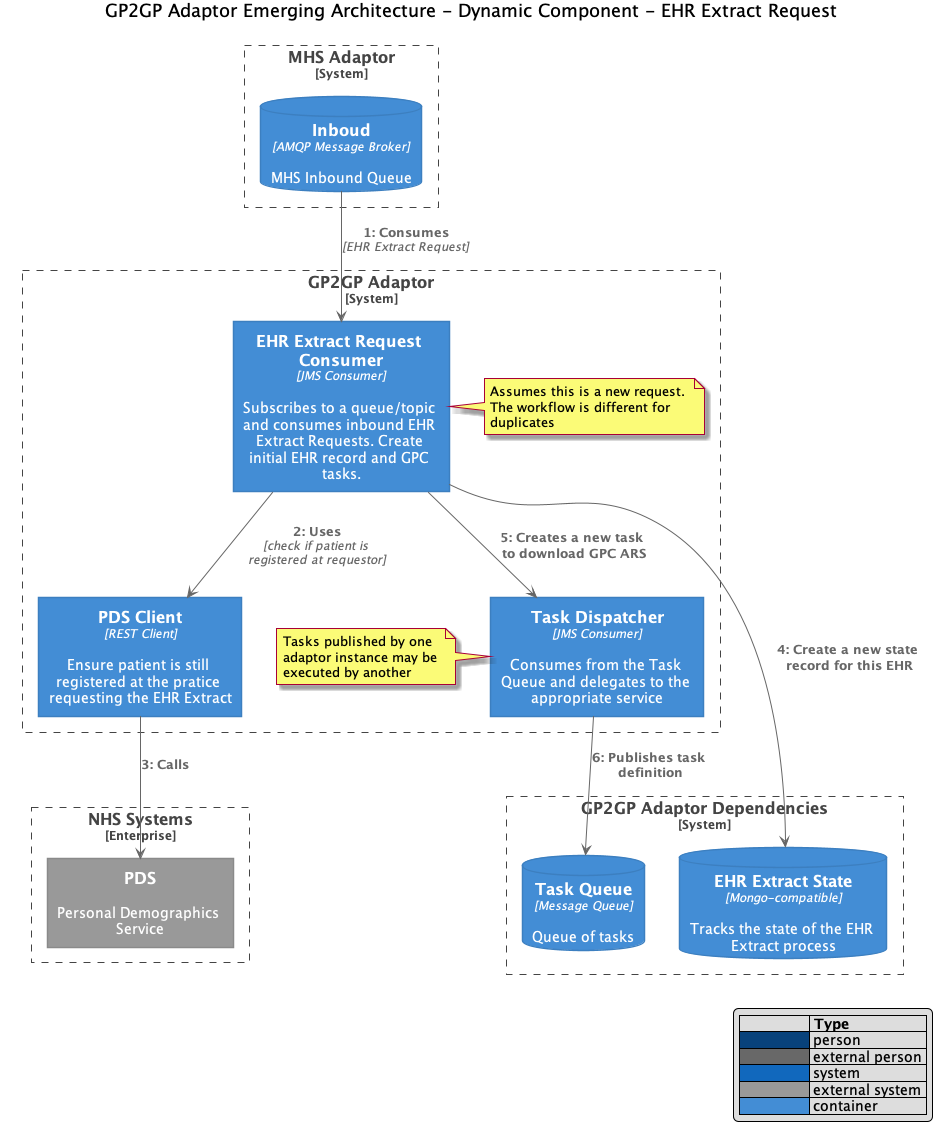 GP2GP Adaptor Emerging Architecture - Dynamic Component - EHR Extract Request
MHS Adaptor
[System]
Inboud
[AMQP Message Broker]
MHS Inbound Queue
1: Consumes
[EHR Extract Request]
GP2GP Adaptor
[System]
EHR Extract Request
Consumer
[JMS Consumer]
Subscribes to a queue/topic
and consumes inbound EHR
Extract Requests. Create
initial EHR record and GPC
tasks.
Assumes this is a new request.
The workflow is different for
duplicates
2: Uses
[check if patient is
registered at requestor]
5: Creates a new task
to download GPC ARS
PDS Client
[REST Client]
Ensure patient is still
registered at the pratice
requesting the EHR Extract
Tasks published by one
adaptor instance may be
executed by another
Task Dispatcher
[JMS Consumer]
Consumes from the Task
Queue and delegates to the
appropriate service
4: Create a new state
record for this EHR
3: Calls
6: Publishes task
definition
NHS Systems
[Enterprise]
PDS
Personal Demographics
Service
GP2GP Adaptor Dependencies
[System]
Task Queue
[Message Queue]
Queue of tasks
EHR Extract State
[Mongo-compatible]
Tracks the state of the EHR
Extract process
Type
person
external person
system
external system
container